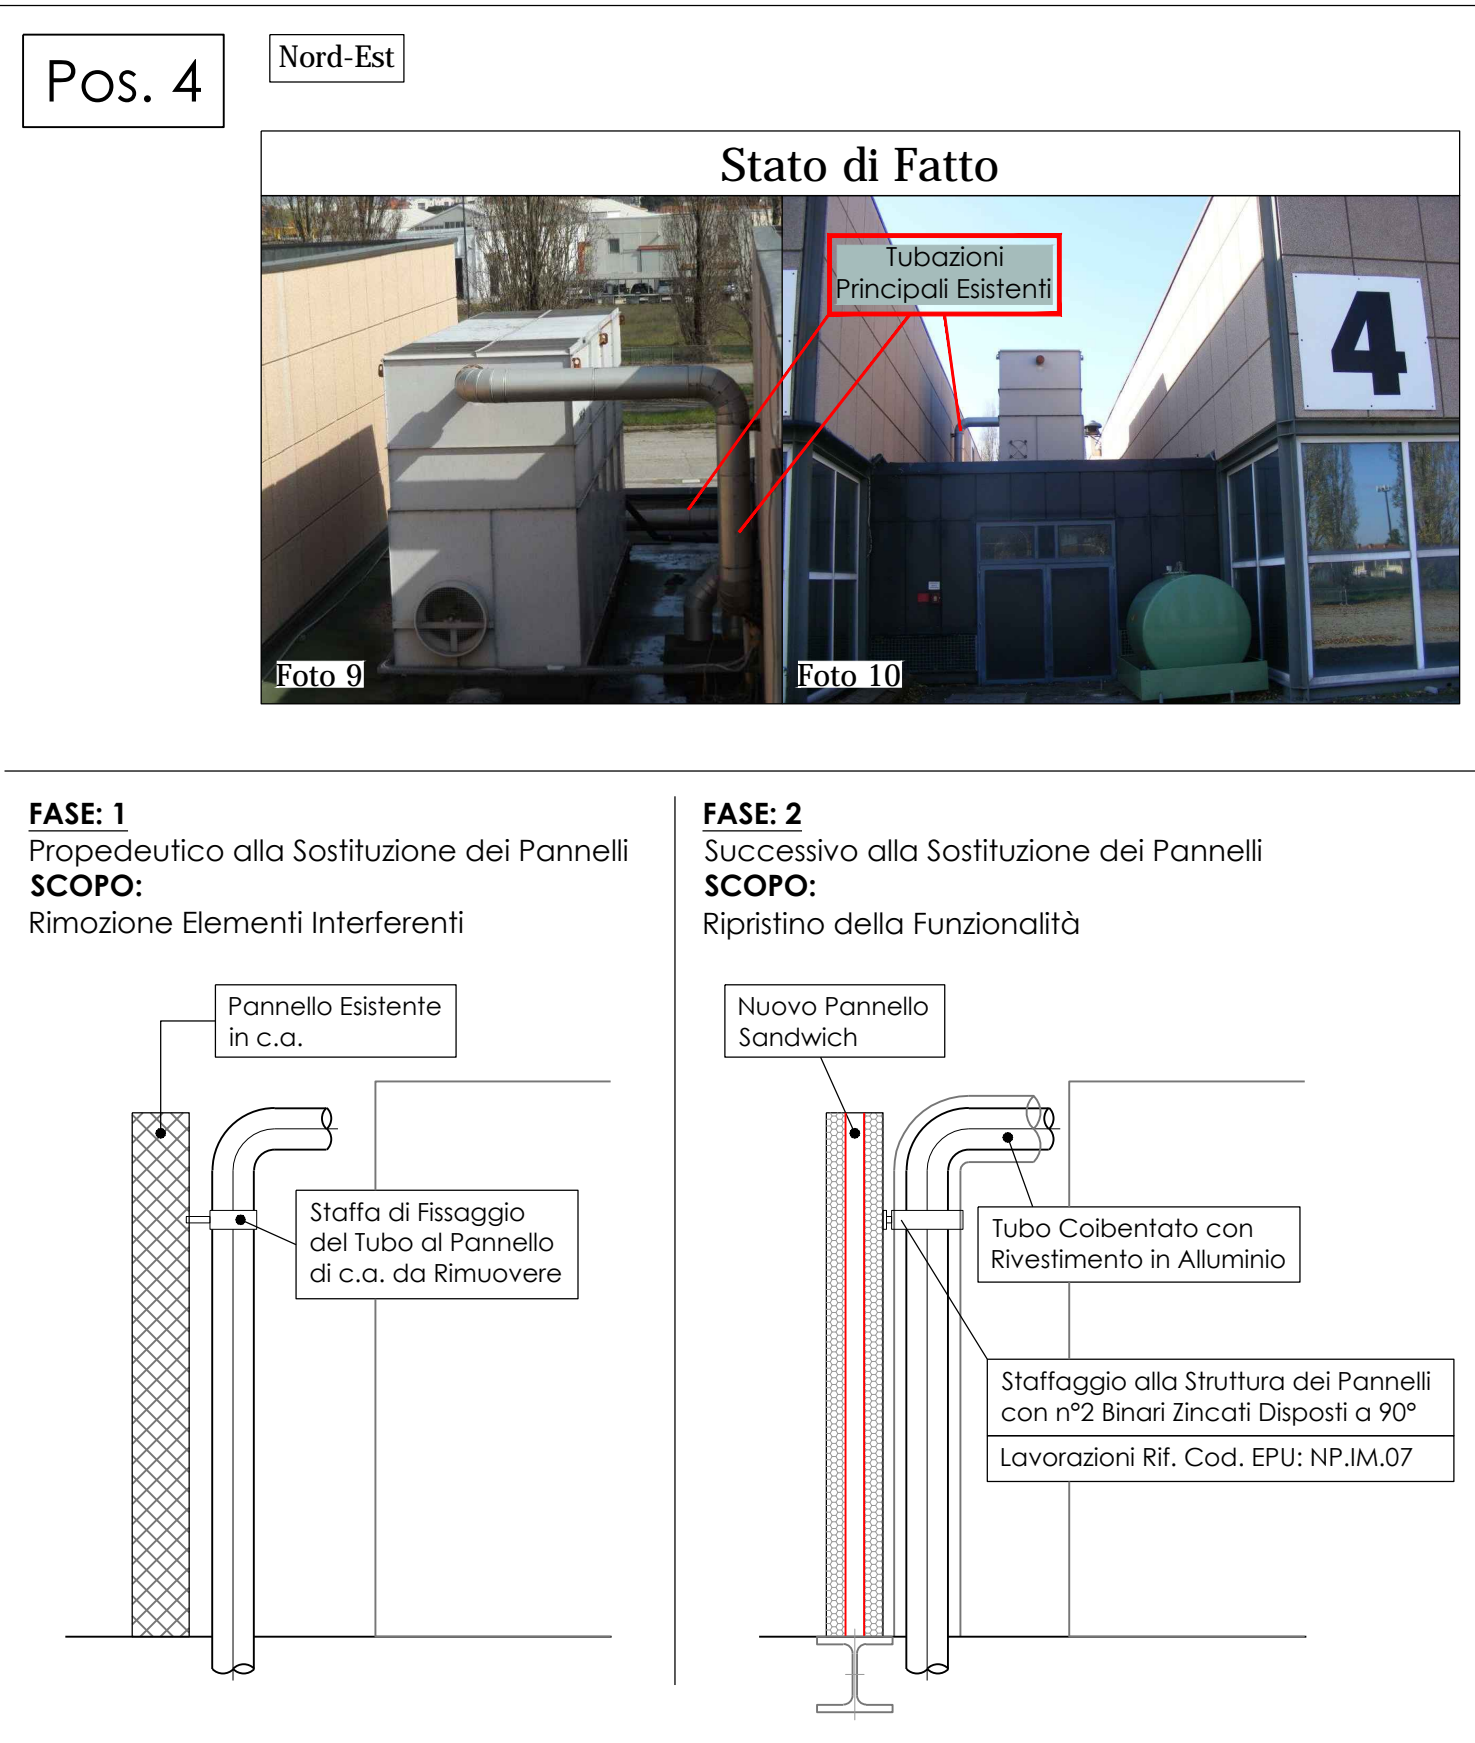 Pos. 4
Nord-Est
Stato di Fatto
Tubazioni
Principali Esistenti
4
Foto 9
Foto 10
FASE: 1
Propedeutico alla Sostituzione dei Pannelli
SCOPO:
Rimozione Elementi Interferenti
Pannello Esistente
in c.a.
Staffa di Fissaggio
del Tubo al Pannello
di c.a. da Rimuovere
FASE: 2
Successivo alla Sostituzione dei Pannelli
SCOPO:
Ripristino della Funzionalità
Nuovo Pannello
Sandwich
Tubo Coibentato con
Rivestimento in Alluminio
Staffaggio alla Struttura dei Pannelli
con n°2 Binari Zincati Disposti a 90°
Lavorazioni Rif. Cod. EPU: NP.IM.07